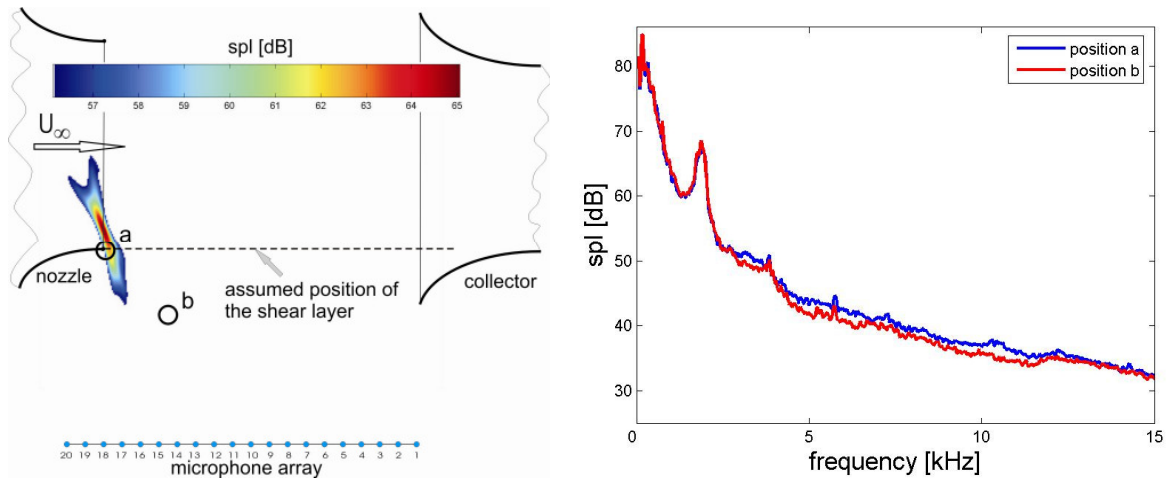 spl [dB]
57 58 59 60 61 62 63 64 65
U∞
a
nozzle
b
assumed position of
the shear layer
collector
20 19 18 17 16 15 14 13 12 11 10 9 8 7 6 5 4 3 2 1
microphone array
position a
position b
80
70
60
50
40
30
spl [dB]
0 5 10 15
frequency [kHz]